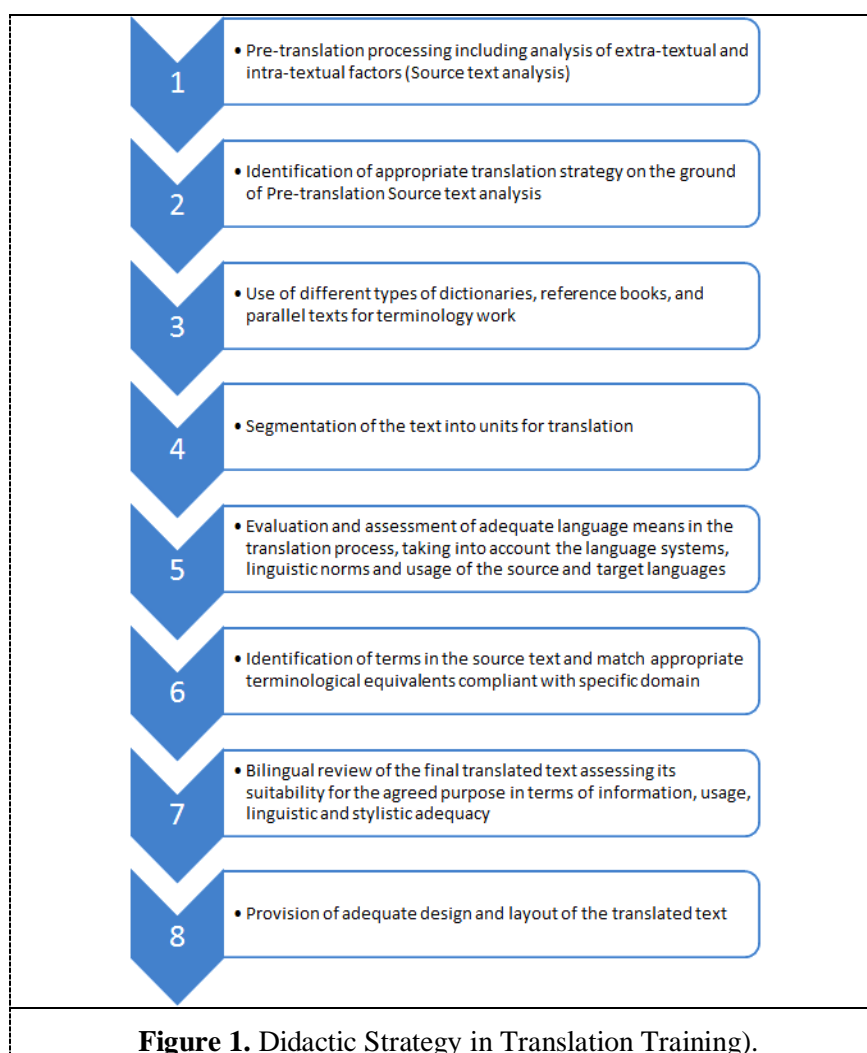 1
• Pre-translation processing including analysis of extra-textual and
intra-textual factors (Source text analysis)
2
• Identification of appropriate translation strategy on the ground
of Pre-translation Source text analysis
3
• Use of different types of dictionaries, reference books, and
parallel texts for terminology work
4
• Segmentation of the text into units for translation
5
• Evaluation and assessment of adequate language means in the
translation process, taking into account the language systems,
linguistic norms and usage of the source and target languages
6
• Identification of terms in the source text and match appropriate
terminological equivalents compliant with specific domain
7
• Bilingual review of the final translated text assessing its
suitability for the agreed purpose in terms of information, usage,
linguistic and stylistic adequacy
8
• Provision of adequate design and layout of the translated text
Figure 1. Didactic Strategy in Translation Training).